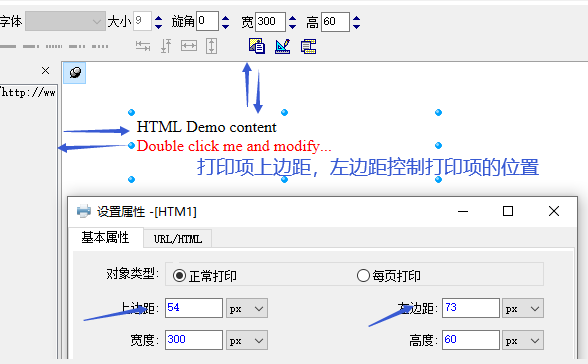 字体 大小 9 旋角 0 宽 300 高 60
http://ww
HTML Demo content
Double click me and modify...
打印项上边距，左边距控制打印项的位置
设置属性 -[HTM1]
基本属性 URL/HTML
对象类型: 正常打印 每页打印
上边距: 54 px 左边距: 73 px
宽度: 300 px 高度: 60 px